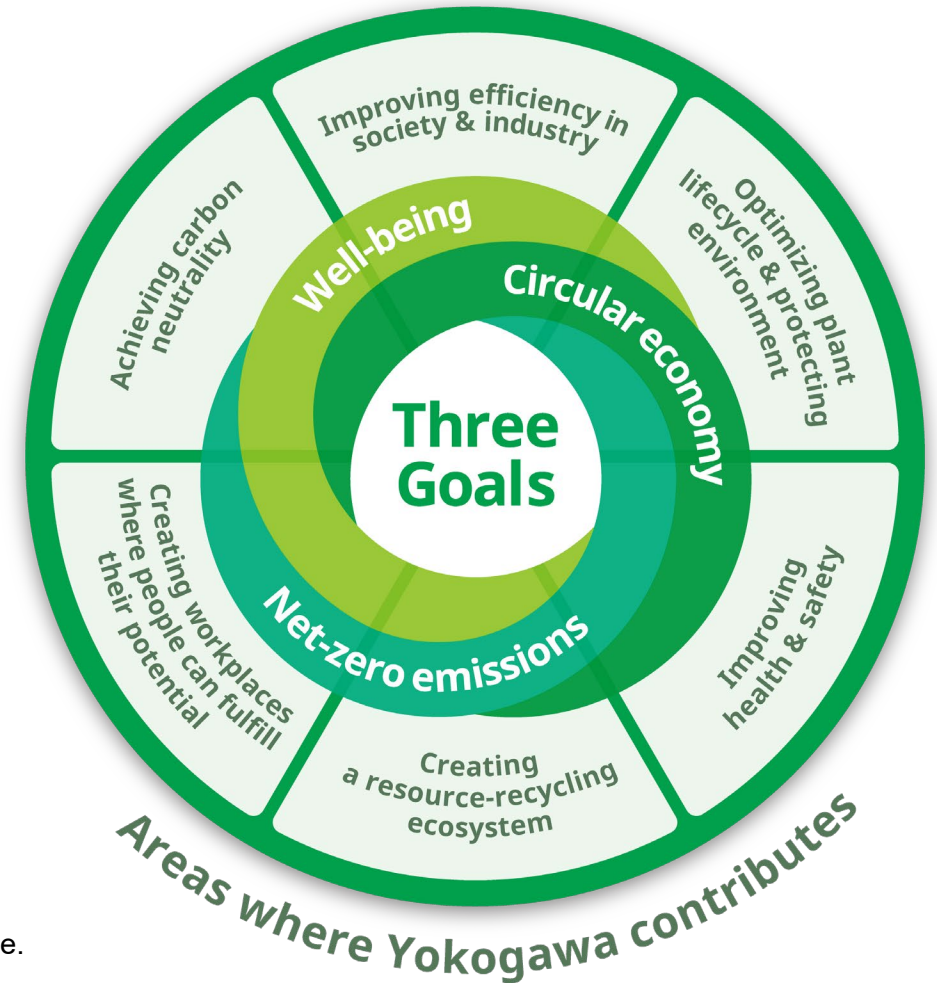 Improving efficiency in
society & industry
Optimizing plant
lifecycle & protecting
environment
Improving
health & safety
Creating
a resource-recycling
ecosystem
Creating workplaces
where people can fulfill
their potential
Achieving carbon
neutrality
Well-being
Circular economy
Net-zero emissions
Three
Goals
Areas where Yokogawa contributes
e.